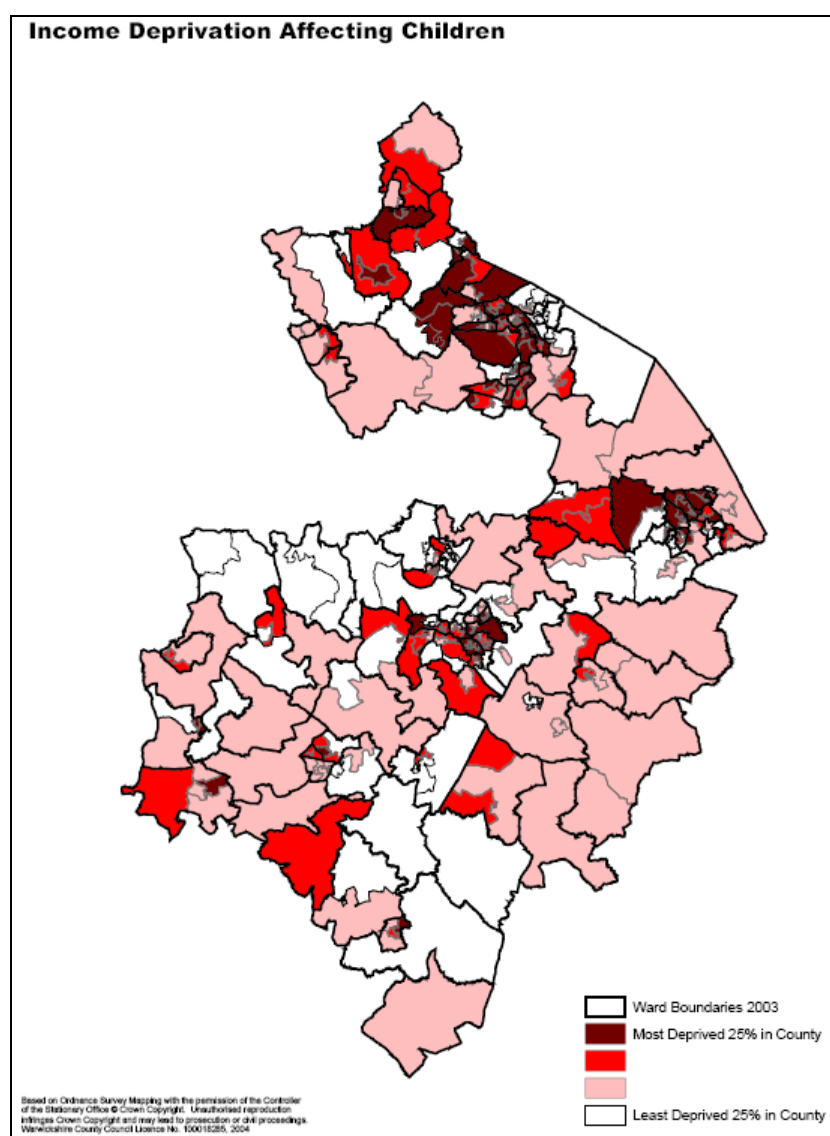 Income Deprivation Affecting Children
Ward Boundaries 2003
Most Deprived 25% in County
Least Deprived 25% in County
Based on Ordnance Survey Mapping with the permission of the Controller
of the Stationary Office © Crown Copyright. Unauthorised reproduction
infringes Crown Copyright and may lead to prosecution or civil proceedings.
Warwickshire County Council Licence No. 100018285, 2004